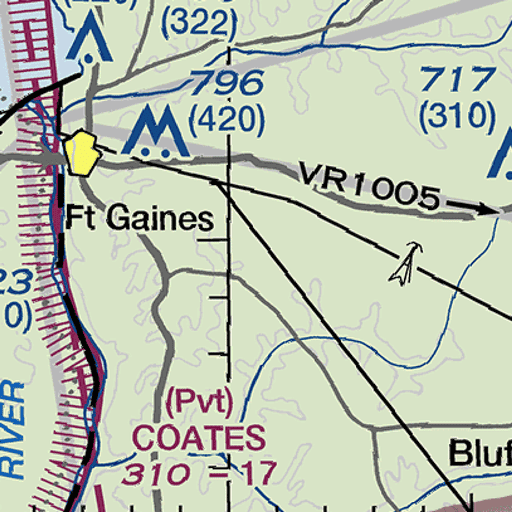 (322)
796
(420)
717
(310)
VR1005
Ft Gaines
23
0)
RIVER
(Pvt)
COATES
310 - 17
Bluf